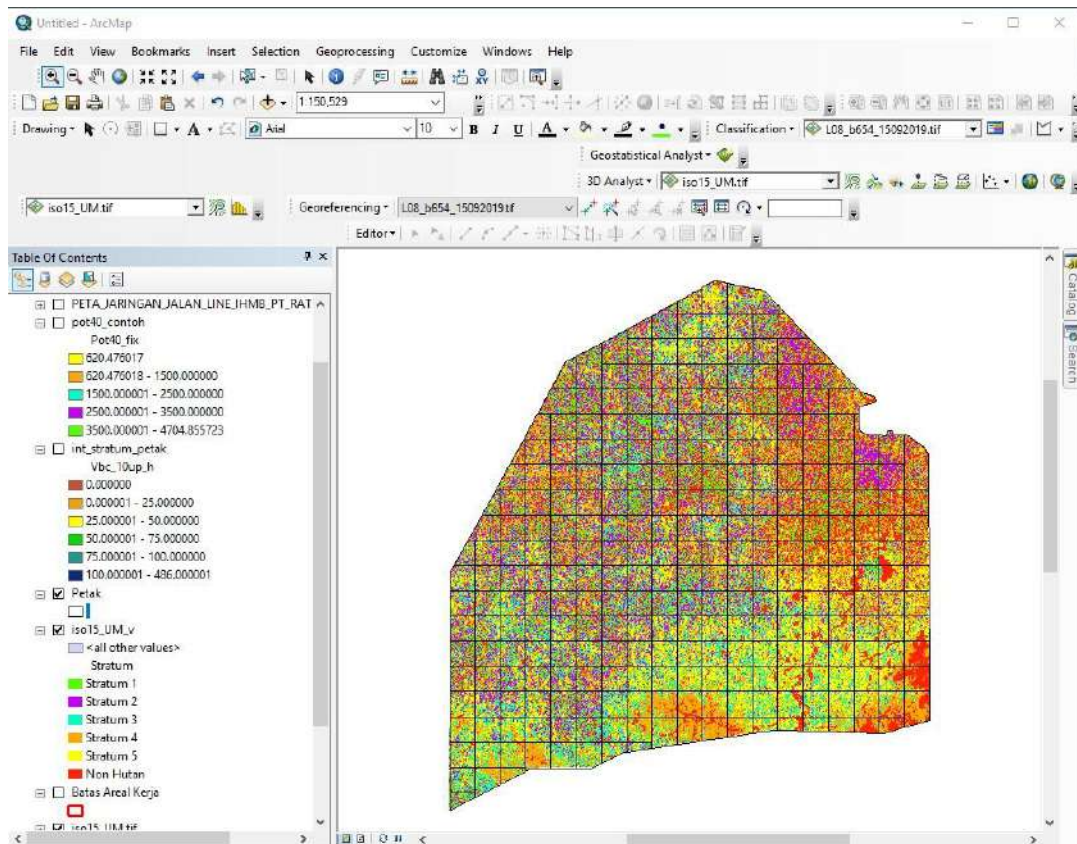 Untitled - ArcMap
File Edit View Bookmarks Insert Selection Geoprocessing Customize Windows Help
1:150,529
Drawing A Arial 10 B I U A Classification L08_b654_15092019.tif
Geostatistical Analyst
3D Analyst iso15_UM.tif
iso15_UM.tif Georeferencing L08_b654_15092019.tif
Editor
Table Of Contents
PETA_JARINGAN_JALAN_LINE_IHMB_PT_RAT
pot40_contoh
Pot40_fix
620.476017
620.476018 - 1500.000000
1500.000001 - 2500.000000
2500.000001 - 3500.000000
3500.000001 - 4704.855723
int_stratum_petak
Vbc_10up_h
0.000000
0.000001 - 25.000000
25.000001 - 50.000000
50.000001 - 75.000000
75.000001 - 100.000000
100.000001 - 486.000001
Petak
iso15_UM_v
<all other values>
Stratum
Stratum 1
Stratum 2
Stratum 3
Stratum 4
Stratum 5
Non Hutan
Batas Areal Kerja
iso15_UM.tif
Catalog
Search